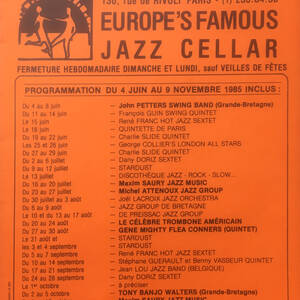 130, rue de RIVOLI PARIS
EUROPE'S FAMOUS
JAZZ CELLAR
FERMETURE HEBDOMADAIRE DIMANCHE ET LUNDI, sauf VEILLES DE FÊTES
PROGRAMMATION DU 4 JUIN AU 9 NOVEMBRE 1985 INCLUS :
Du 4 au 8 juin – John PETTERS SWING BAND (Grande-Bretagne)
Du 11 au 14 juin – François GUIN SWING QUINTET
Le 15 juin – René FRANC HOT JAZZ SEXTET
Le 18 juin – QUINTETTE DE PARIS
Du 19 au 22 juin – Charlie SLIDE QUINTET
Les 25 et 26 juin – George COLLIER'S LONDON ALL STARS
Du 27 au 29 juin – Charlie SLIDE QUINTET
Du 2 au 6 juillet – Dany DORIZ SEXTET
Du 9 au 12 juillet – STARDUST
Le 13 juillet – DISCOTHÈQUE JAZZ - ROCK - SLOW...
Du 16 au 20 juillet – Maxim SAURY JAZZ MUSIC
Du 23 au 27 juillet – Michel ATTENOUX JAZZ GROUP
Du 30 juillet au 3 août – Joël LACROIX JAZZ ORCHESTRA
Du 6 au 9 août – JAZZ GROUP DE BRETAGNE
Le 10 et du 13 au 17 août – DE PREISSAC JAZZ GROUP
Du 20 au 24 août – LE CÉLÈBRE TROMBONE AMÉRICAIN
Du 27 au 30 août GENE MIGHTY FLEA CONNERS (QUINTET)
Le 31 août – STARDUST
Les 3 et 4 septembre – STARDUST
Du 5 au 7 septembre – René FRANC HOT JAZZ SEXTET
Du 10 au 14 septembre – Stéphane GUERAULT et Benny VASSEUR QUINTET
Du 17 au 21 septembre – Jean LOU JAZZ BAND (BELGIQUE)
Du 24 au 28 septembre – Dany DORIZ SEXTET
Le 1er octobre – à préciser
Du 2 au 5 octobre – TONY BANJO WALTERS (Grande-Bretagne)
Maxim SAURY JAZZ MUSIC